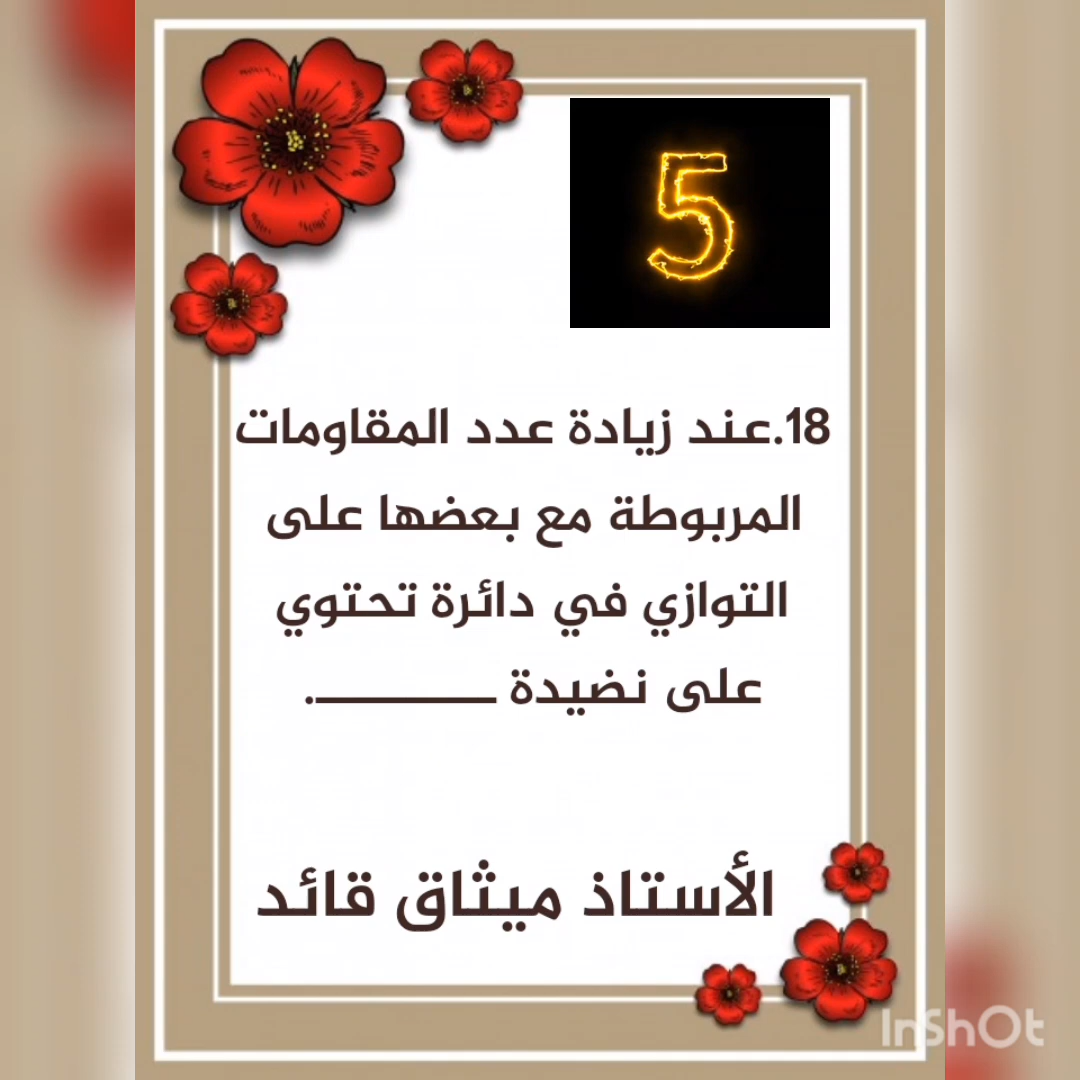 5
18.عند زيادة عدد المقاومات
المربوطة مع بعضها على
التوازي في دائرة تحتوي
على نضيدة ــــــــــــــ.
الأستاذ ميثاق قائد
InShOt